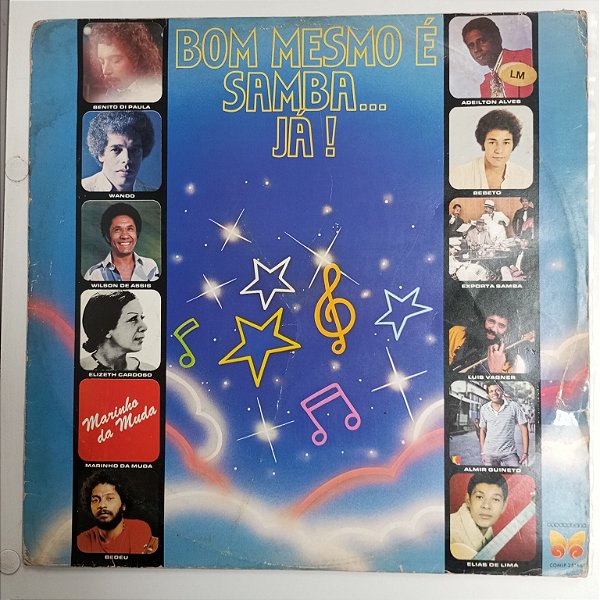 BOM MESMO É
SAMBA...
JÁ !
BENITO DI PAULA
WANDO
WILSON DE ASSIS
ELIZETH CARDOSO
Marinho
da Muda
MARINHO DA MUDA
BEDEU
LM
ADEILTON ALVES
BEBETO
EXPORTA SAMBA
LUIS VAGNER
ALMIR GUINETO
ELIAS DE LIMA
copacabana